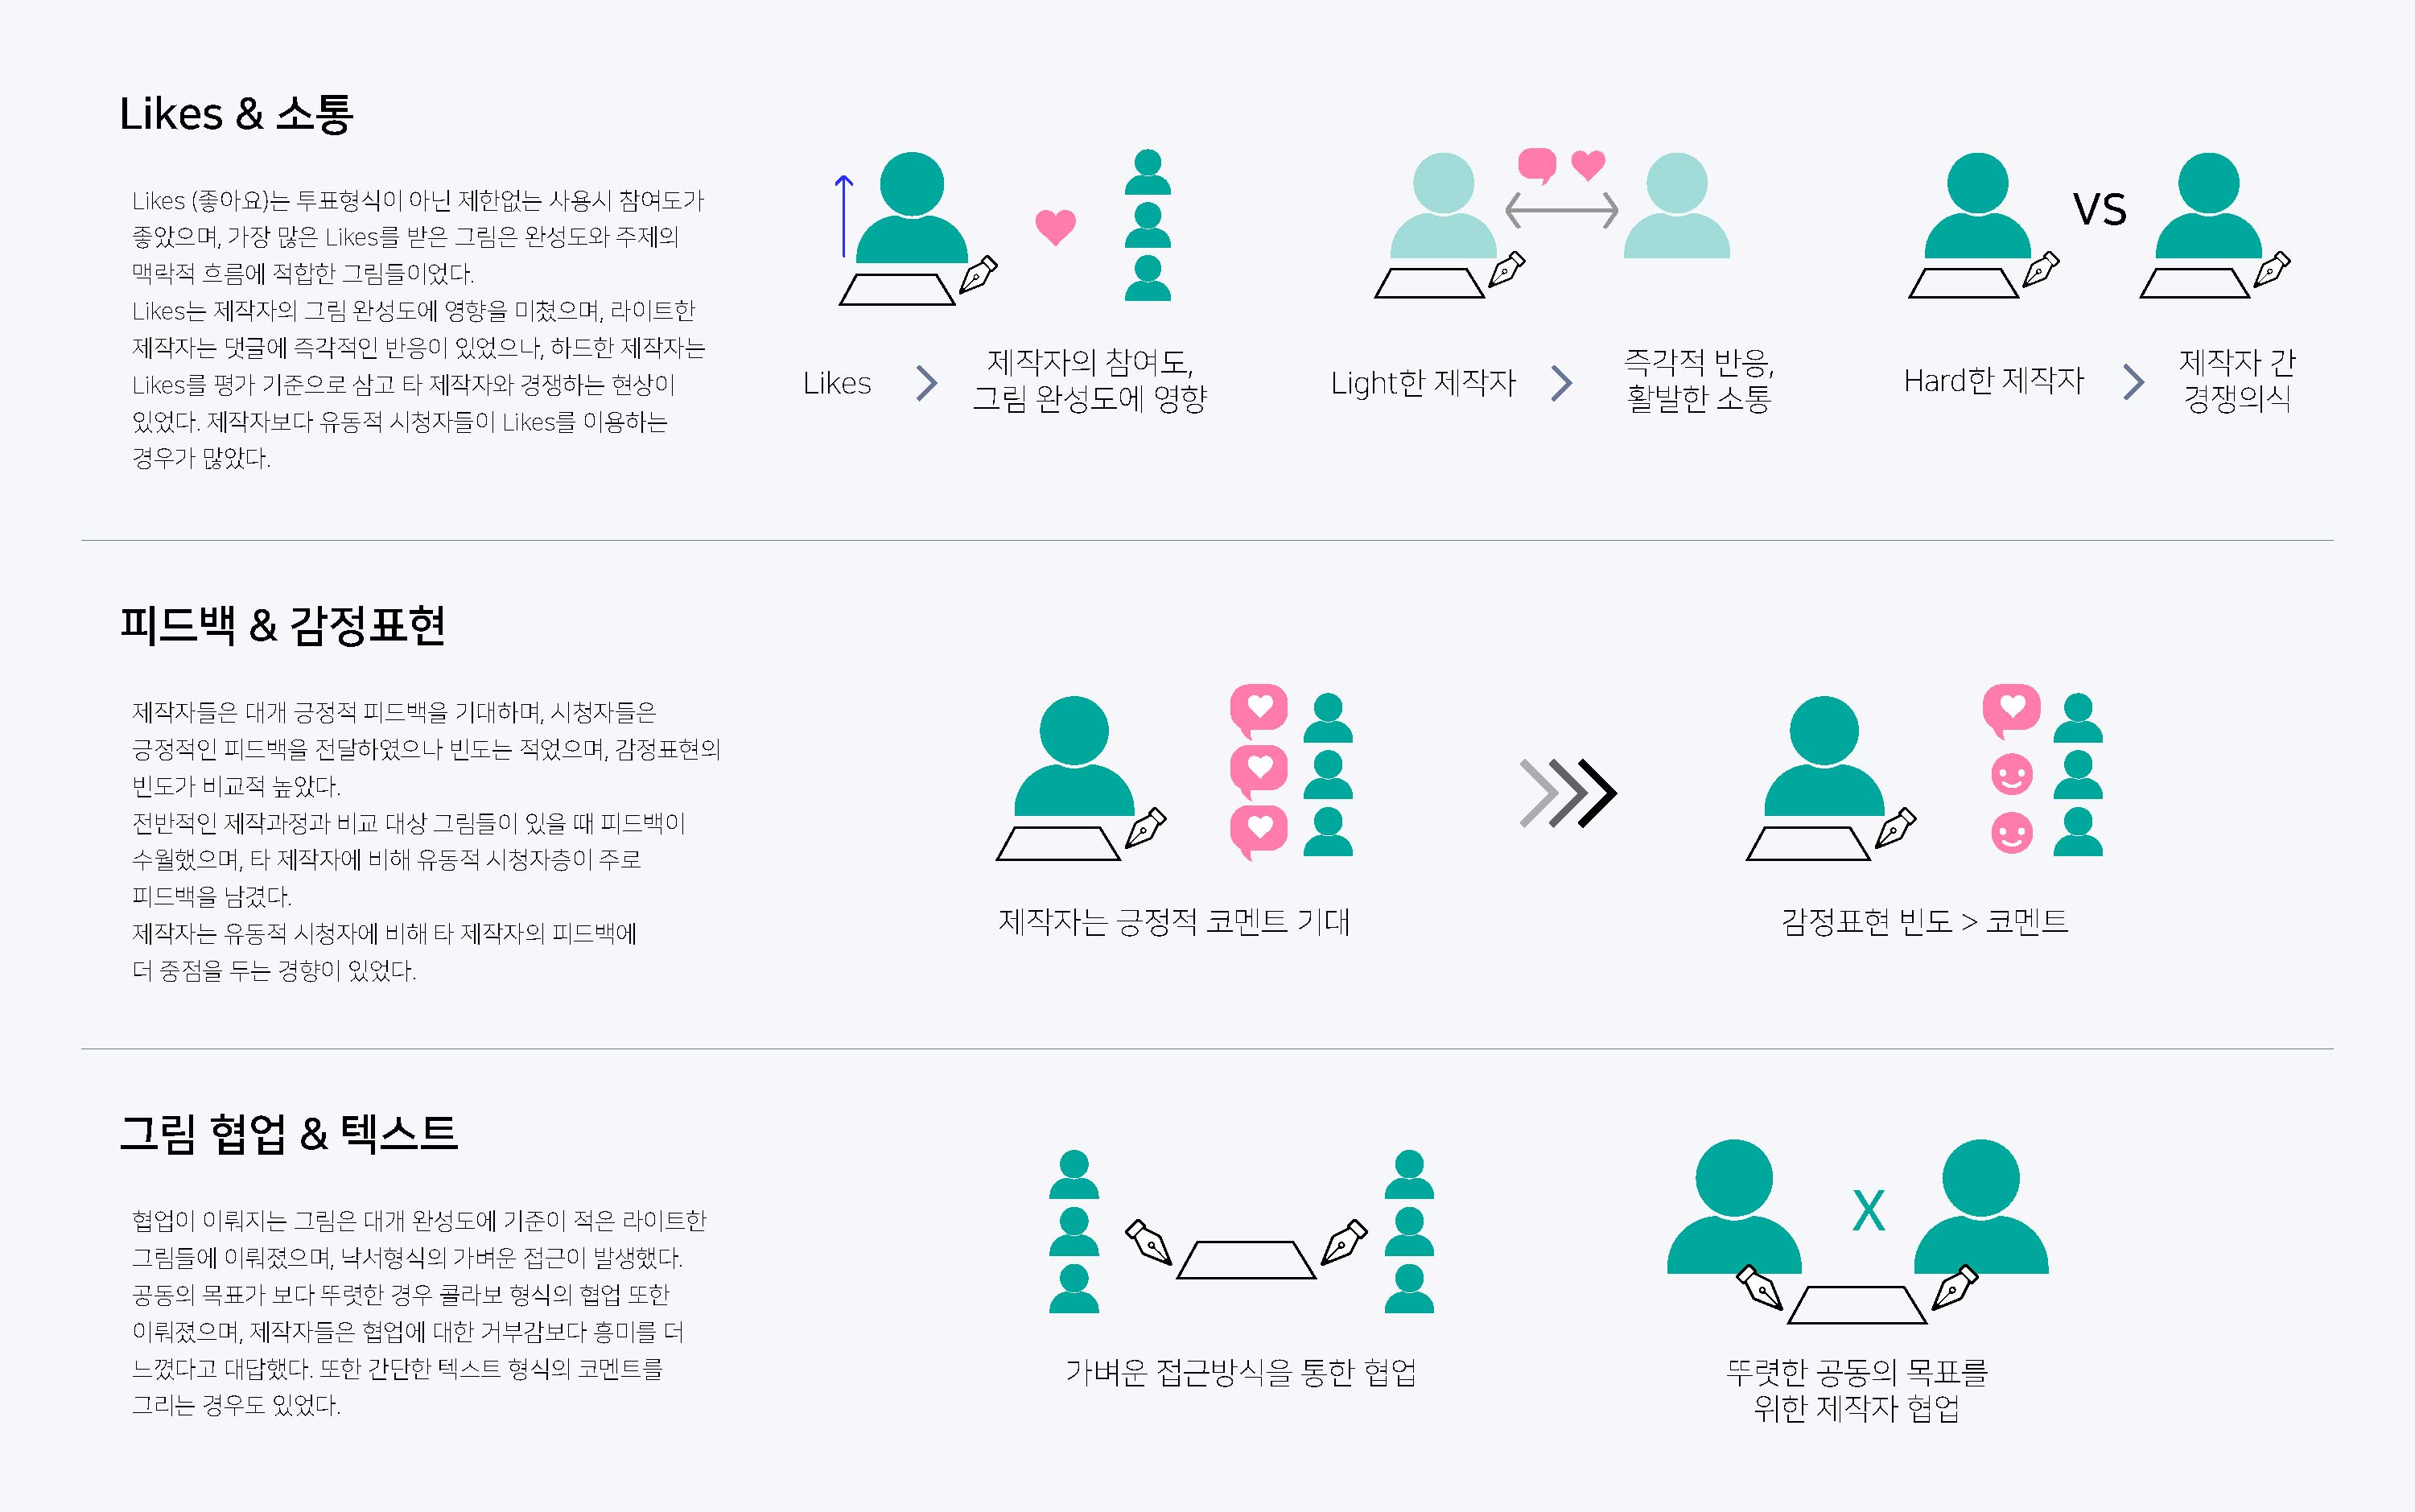 Likes & 소통
Likes (좋아요)는 투표형식이 아닌 제한없는 사용시 참여도가
좋았으며, 가장 많은 Likes를 받은 그림은 완성도와 주제의
맥락적 흐름에 적합한 그림들이었다.
Likes는 제작자의 그림 완성도에 영향을 미쳤으며, 라이트한
제작자는 댓글에 즉각적인 반응이 있었으나, 하드한 제작자는
Likes를 평가 기준으로 삼고 타 제작자와 경쟁하는 현상이
있었다. 제작자보다 유동적 시청자들이 Likes를 이용하는
경우가 많았다.
Likes
제작자의 참여도,
그림 완성도에 영향
Light한 제작자
즉각적 반응,
활발한 소통
VS
Hard한 제작자
제작자 간
경쟁의식
피드백 & 감정표현
제작자들은 대개 긍정적 피드백을 기대하며, 시청자들은
긍정적인 피드백을 전달하였으나 빈도는 적었으며, 감정표현의
빈도가 비교적 높았다.
전반적인 제작과정과 비교 대상 그림들이 있을 때 피드백이
수월했으며, 타 제작자에 비해 유동적 시청자층이 주로
피드백을 남겼다.
제작자는 유동적 시청자에 비해 타 제작자의 피드백에
더 중점을 두는 경향이 있었다.
제작자는 긍정적 코멘트 기대
감정표현 빈도 > 코멘트
그림 협업 & 텍스트
협업이 이뤄지는 그림은 대개 완성도에 기준이 적은 라이트한
그림들에 이뤄졌으며, 낙서형식의 가벼운 접근이 발생했다.
공동의 목표가 보다 뚜렷한 경우 콜라보 형식의 협업 또한
이뤄졌으며, 제작자들은 협업에 대한 거부감보다 흥미를 더
느꼈다고 대답했다. 또한 간단한 텍스트 형식의 코멘트를
그리는 경우도 있었다.
가벼운 접근방식을 통한 협업
X
뚜렷한 공동의 목표를
위한 제작자 협업